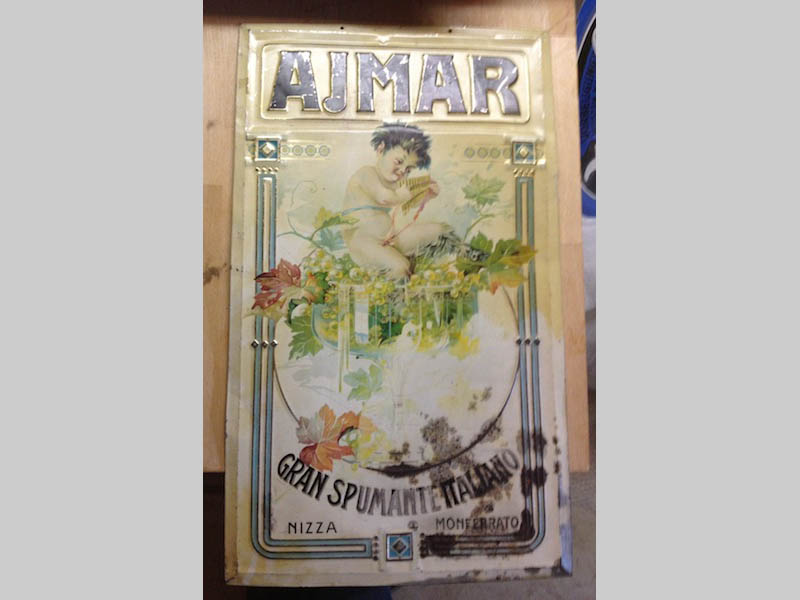 AJMAR
GRAN SPUMANTE ITALIANO
NIZZA MONFERRATO